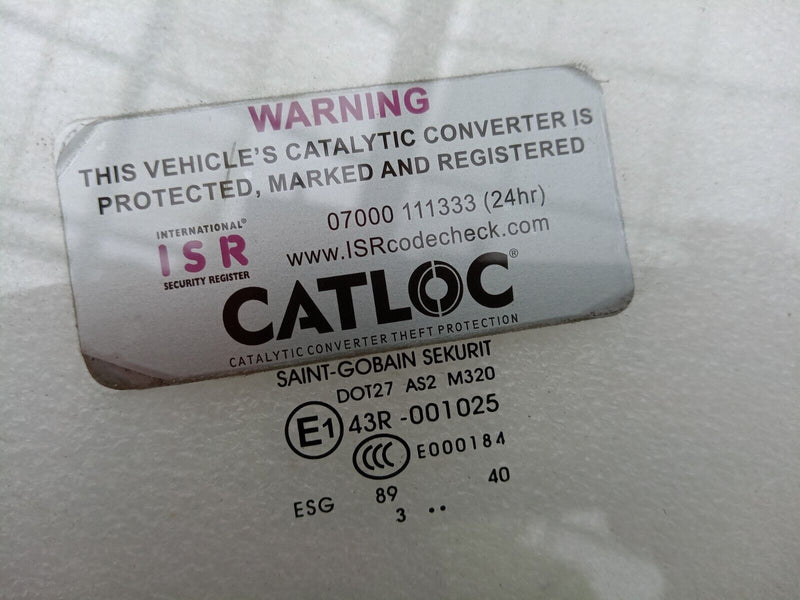 WARNING
THIS VEHICLE'S CATALYTIC CONVERTER IS
PROTECTED, MARKED AND REGISTERED
07000 111333 (24hr)
www.ISRcodecheck.com
INTERNATIONAL®
ISR
SECURITY REGISTER
CATLOC®
CATALYTIC CONVERTER THEFT PROTECTION
SAINT-GOBAIN SEKURIT
DOT27 AS2 M320
E1 43R -001025
CCC E000184
ESG 89 40
3 ..